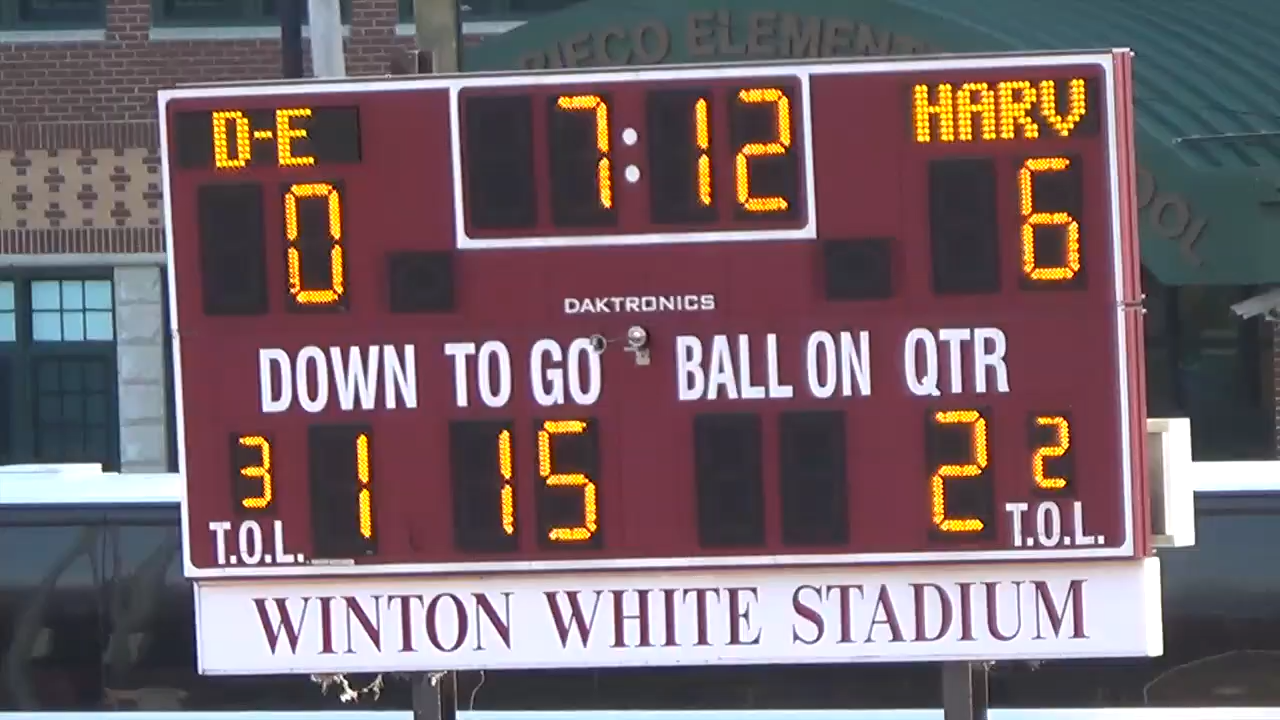 ELEMEN
D-E 7:12 HARV
0 6
DAKTRONICS
DOWN TO GO BALL ON QTR
3 1 15 2 2
T.O.L. T.O.L.
WINTON WHITE STADIUM